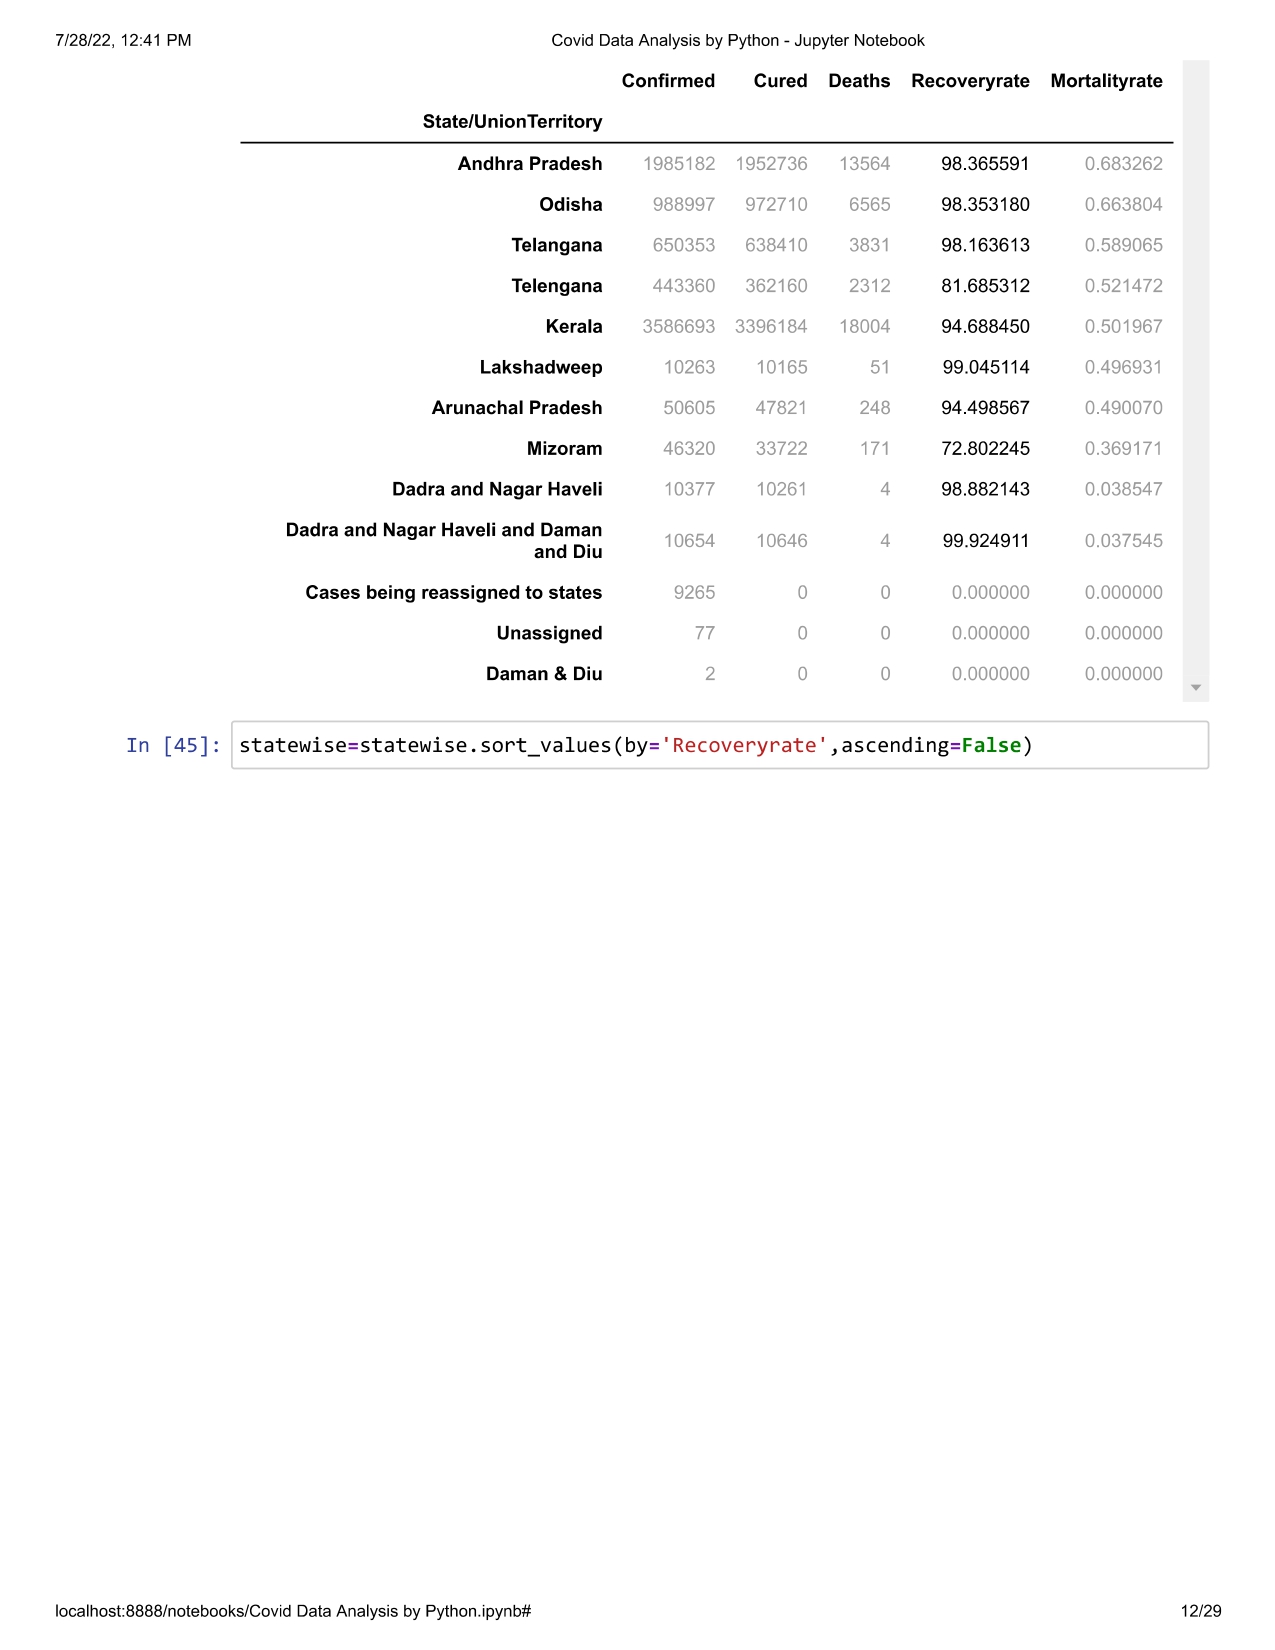 7/28/22, 12:41 PM Covid Data Analysis by Python - Jupyter Notebook
Confirmed Cured Deaths Recoveryrate Mortalityrate
State/UnionTerritory
Andhra Pradesh 1985182 1952736 13564 98.365591 0.683262
Odisha 988997 972710 6565 98.353180 0.663804
Telangana 650353 638410 3831 98.163613 0.589065
Telengana 443360 362160 2312 81.685312 0.521472
Kerala 3586693 3396184 18004 94.688450 0.501967
Lakshadweep 10263 10165 51 99.045114 0.496931
Arunachal Pradesh 50605 47821 248 94.498567 0.490070
Mizoram 46320 33722 171 72.802245 0.369171
Dadra and Nagar Haveli 10377 10261 4 98.882143 0.038547
Dadra and Nagar Haveli and Daman
and Diu 10654 10646 4 99.924911 0.037545
Cases being reassigned to states 9265 0 0 0.000000 0.000000
Unassigned 77 0 0 0.000000 0.000000
Daman & Diu 2 0 0 0.000000 0.000000
In [45]: statewise=statewise.sort_values(by='Recoveryrate',ascending=False)
localhost:8888/notebooks/Covid Data Analysis by Python.ipynb# 12/29